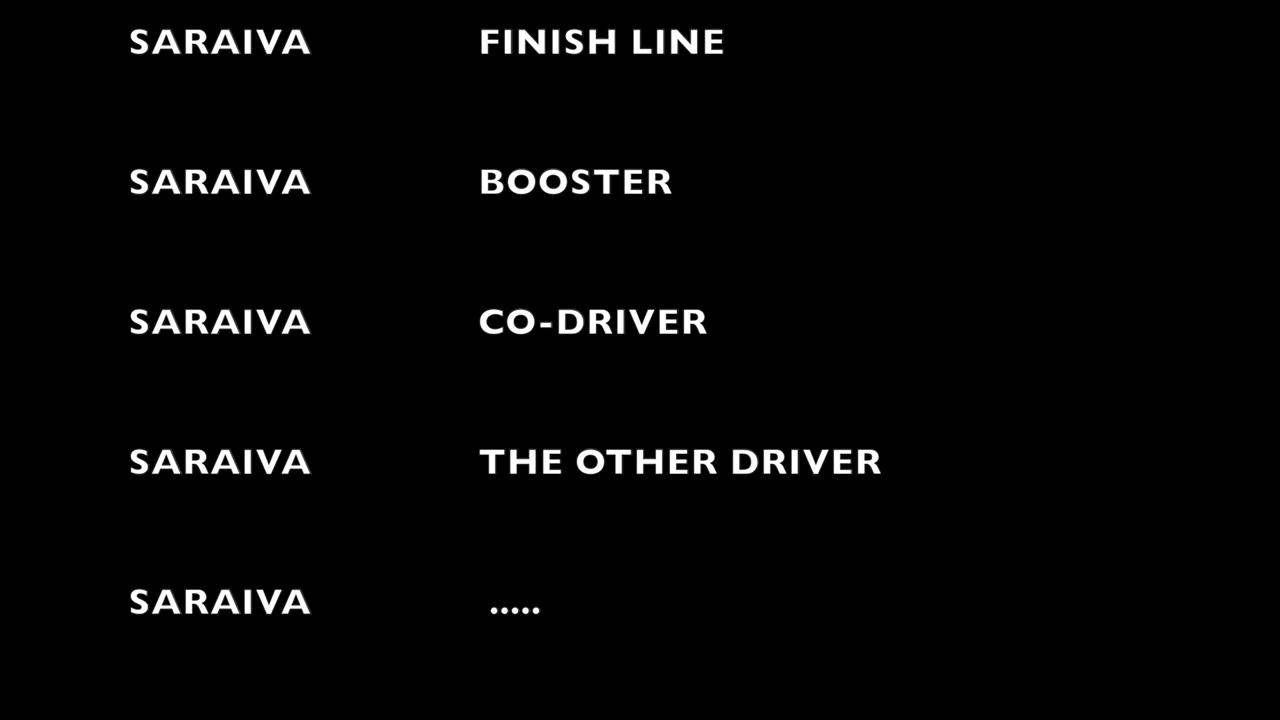 SARAIVA FINISH LINE
SARAIVA BOOSTER
SARAIVA CO-DRIVER
SARAIVA THE OTHER DRIVER
SARAIVA .....